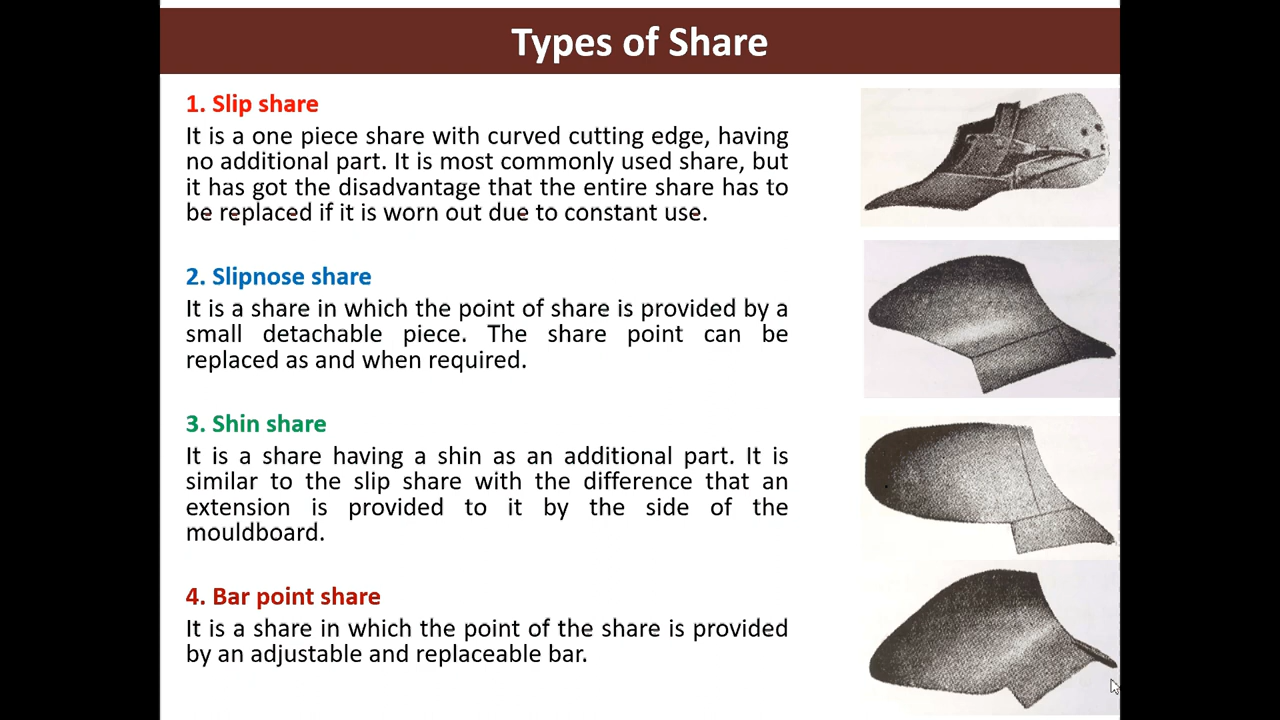 Types of Share
1. Slip share
It is a one piece share with curved cutting edge, having
no additional part. It is most commonly used share, but
it has got the disadvantage that the entire share has to
be replaced if it is worn out due to constant use.
2. Slipnose share
It is a share in which the point of share is provided by a
small detachable piece. The share point can be
replaced as and when required.
3. Shin share
It is a share having a shin as an additional part. It is
similar to the slip share with the difference that an
extension is provided to it by the side of the
mouldboard.
4. Bar point share
It is a share in which the point of the share is provided
by an adjustable and replaceable bar.